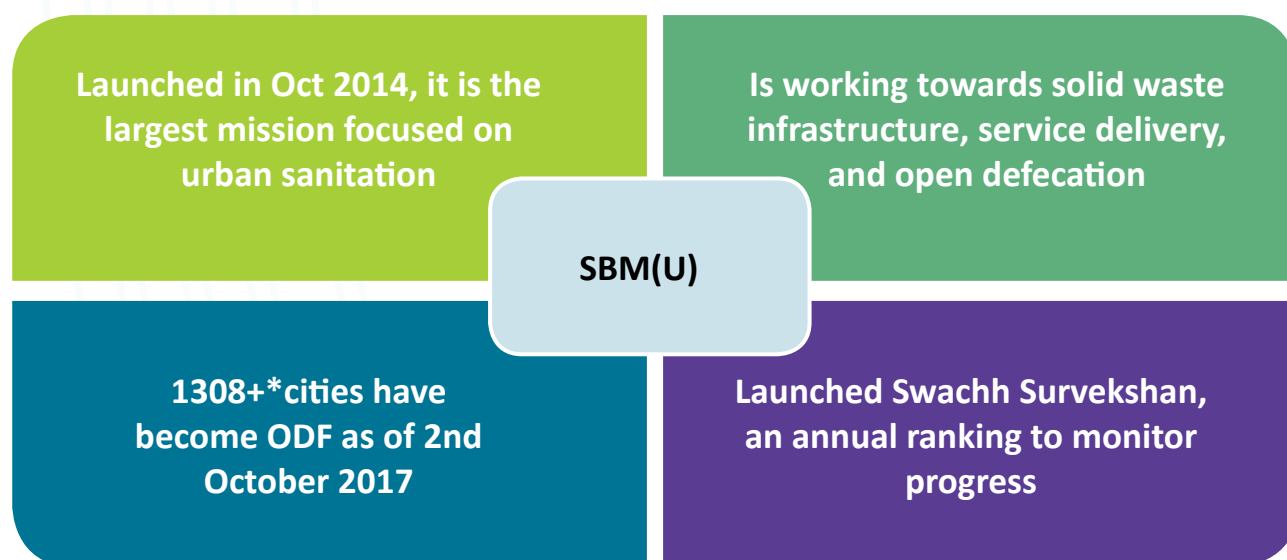 Launched in Oct 2014, it is the
largest mission focused on
urban sanitation
Is working towards solid waste
infrastructure, service delivery,
and open defecation
SBM(U)
1308+*cities have
become ODF as of 2nd
October 2017
Launched Swachh Survekshan,
an annual ranking to monitor
progress